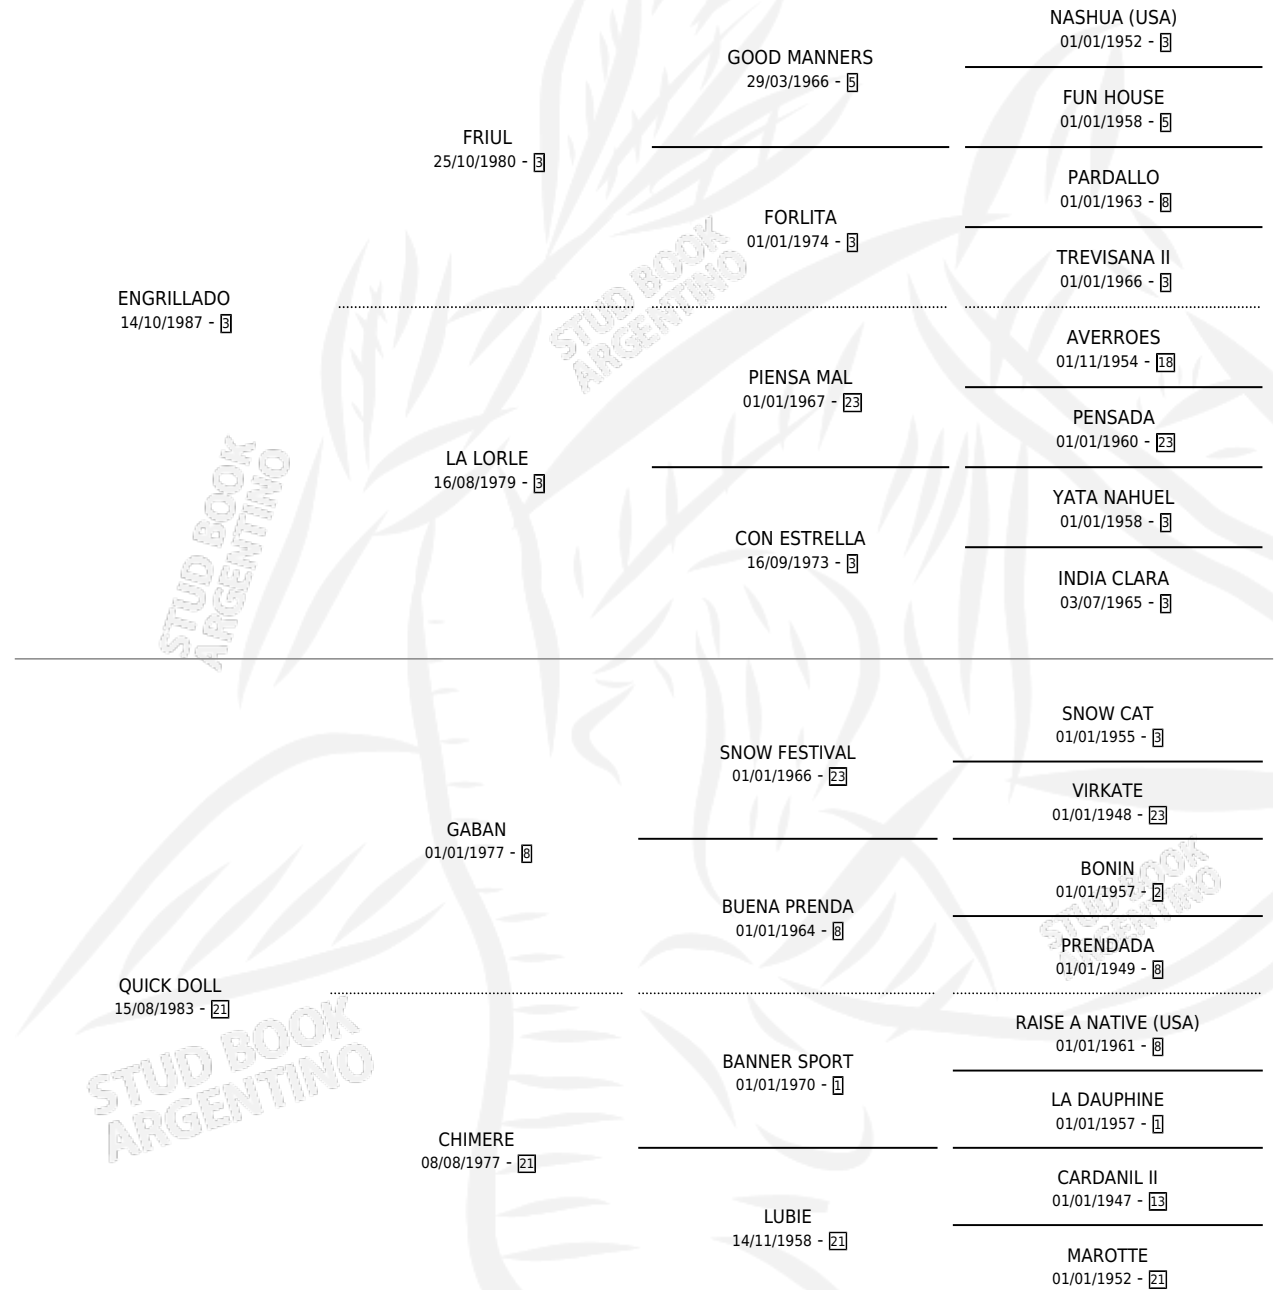 NASHUA (USA)
01/01/1952 - 3
GOOD MANNERS
29/03/1966 - 5
FUN HOUSE
01/01/1958 - 5
FRIUL
25/10/1980 - 3
PARDALLO
01/01/1963 - 8
FORLITA
01/01/1974 - 3
TREVISANA II
01/01/1966 - 3
STUD BOOK
ARGENTINO
ENGRILLADO
14/10/1987 - 3
AVERROES
01/11/1954 - 18
PIENSA MAL
01/01/1967 - 23
PENSADA
01/01/1960 - 23
LA LORLE
16/08/1979 - 3
YATA NAHUEL
01/01/1958 - 3
CON ESTRELLA
16/09/1973 - 3
INDIA CLARA
03/07/1965 - 3
STUD BOOK
ARGENTINO
SNOW CAT
01/01/1955 - 3
SNOW FESTIVAL
01/01/1966 - 23
VIRKATE
01/01/1948 - 23
GABAN
01/01/1977 - 8
BONIN
01/01/1957 - 2
BUENA PRENDA
01/01/1964 - 8
PRENDADA
01/01/1949 - 8
STUD BOOK
ARGENTINO
QUICK DOLL
15/08/1983 - 21
RAISE A NATIVE (USA)
01/01/1961 - 8
BANNER SPORT
01/01/1970 - 1
LA DAUPHINE
01/01/1957 - 1
STUD BOOK
ARGENTINO
CHIMERE
08/08/1977 - 21
CARDANIL II
01/01/1947 - 13
LUBIE
14/11/1958 - 21
MAROTTE
01/01/1952 - 21